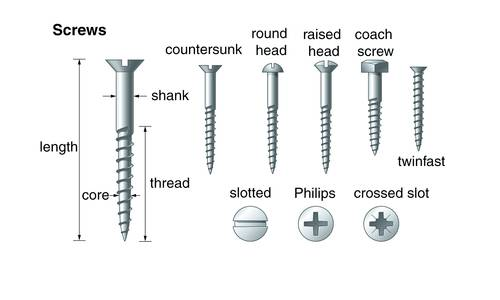 Screws
countersunk
round
head
raised
head
coach
screw
shank
length
core
thread
twinfast
slotted
Philips
crossed slot